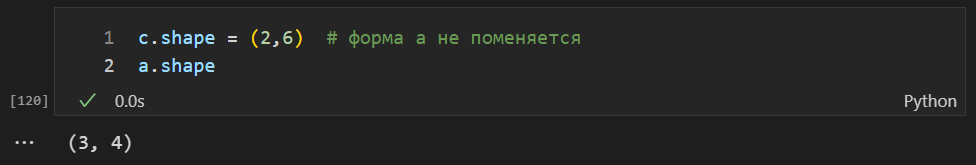 1 c.shape = (2,6) # форма a не поменяется
2 a.shape
[120] ✓ 0.0s Python
... (3, 4)